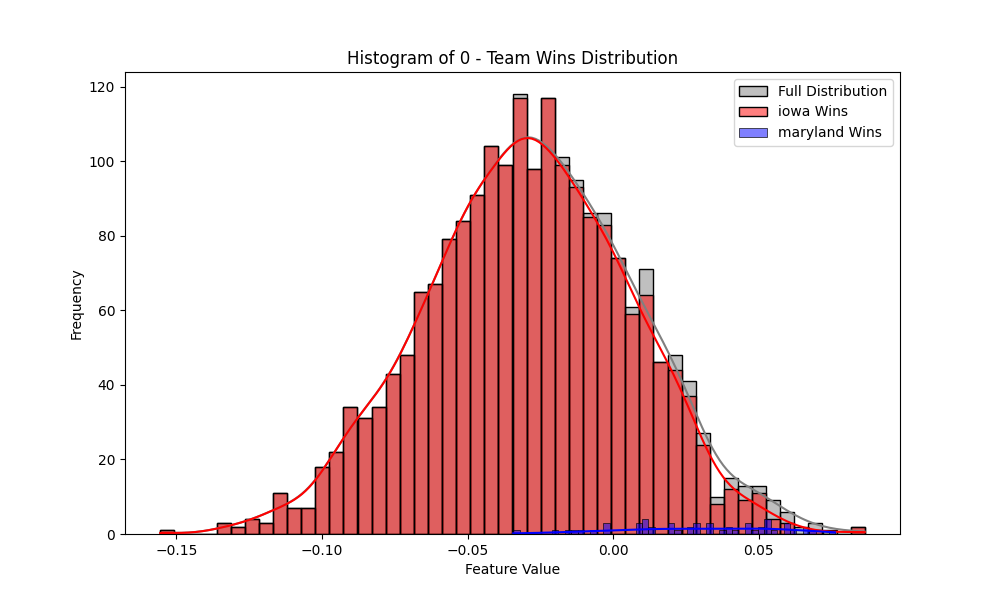 Histogram of 0 - Team Wins Distribution
Full Distribution
iowa Wins
maryland Wins
Frequency
120
100
80
60
40
20
0
−0.15
−0.10
−0.05
0.00
0.05
Feature Value